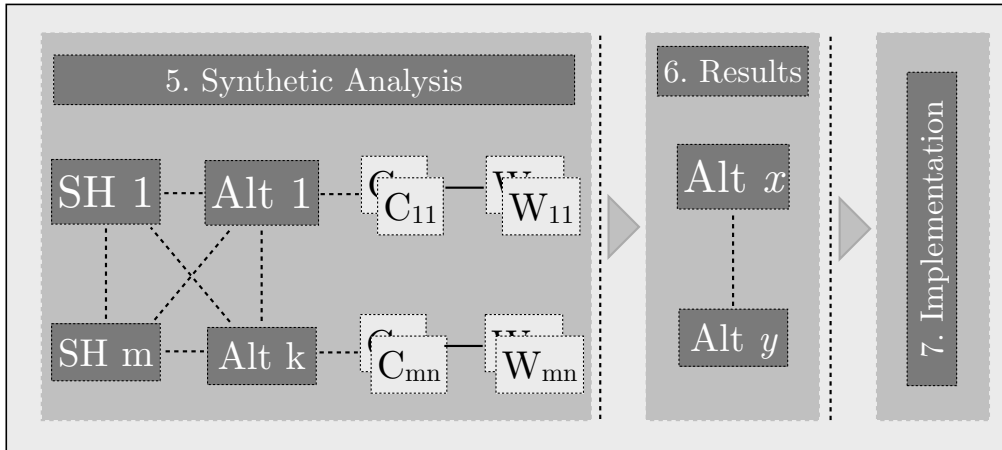 5. Synthetic Analysis
SH 1
Alt 1
C
C₁₁
W
W₁₁
SH m
Alt k
C
Cₘₙ
W
Wₘₙ
6. Results
Alt x
Alt y
7. Implementation